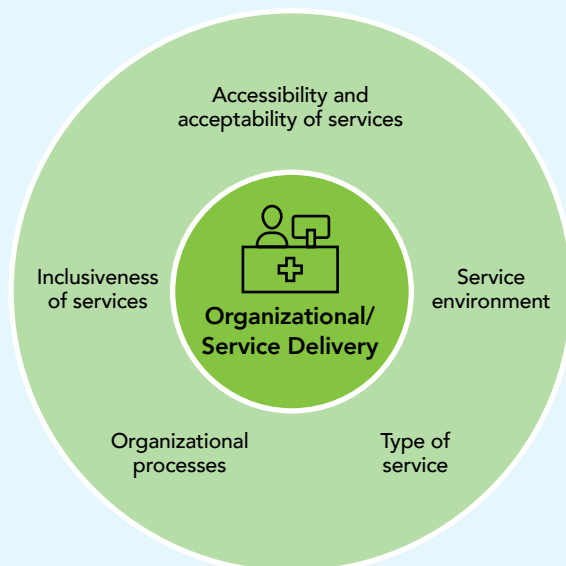 Accessibility and
acceptability of services
Inclusiveness
of services
Organizational/
Service Delivery
Service
environment
Organizational
processes
Type of
service